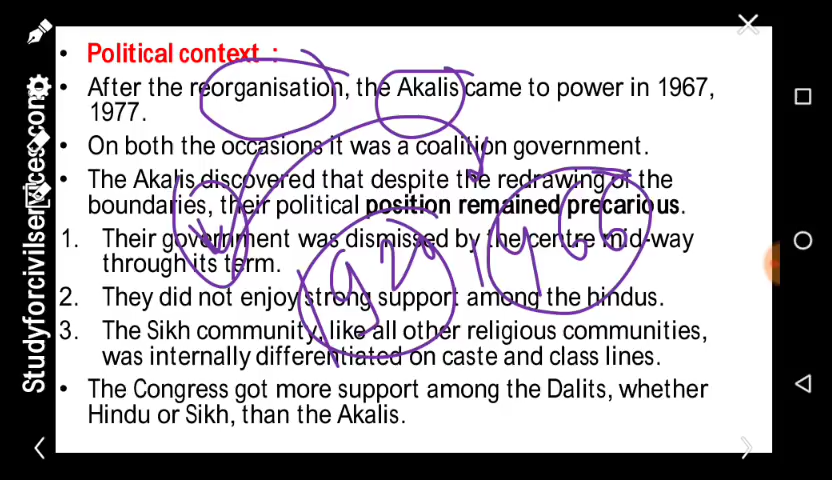 Political context :
After the reorganisation, the Akalis came to power in 1967,
1977.
On both the occasions it was a coalition government.
The Akalis discovered that despite the redrawing of the
boundaries, their political position remained precarious.
1. Their government was dismissed by the centre mid-way
through its term.
2. They did not enjoy strong support among the hindus.
3. The Sikh community, like all other religious communities,
was internally differentiated on caste and class lines.
The Congress got more support among the Dalits, whether
Hindu or Sikh, than the Akalis.
1920
1966
Studyforcivilservices.com